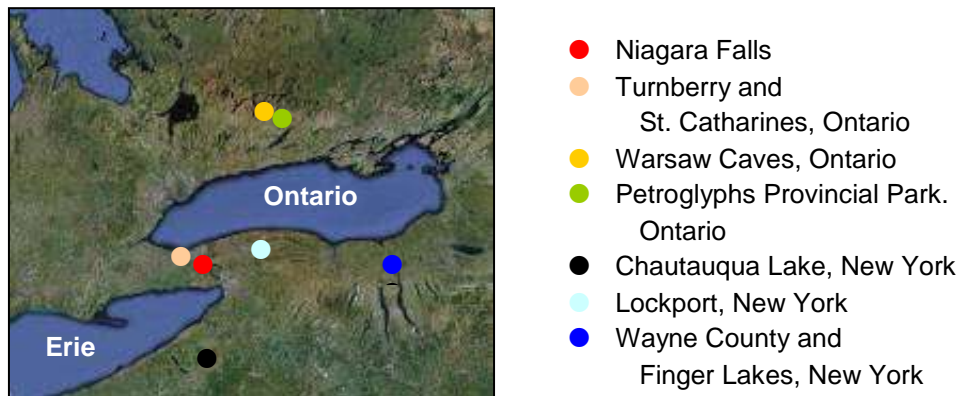 Ontario
Erie
Niagara Falls
Turnberry and
St. Catharines, Ontario
Warsaw Caves, Ontario
Petroglyphs Provincial Park.
Ontario
Chautauqua Lake, New York
Lockport, New York
Wayne County and
Finger Lakes, New York